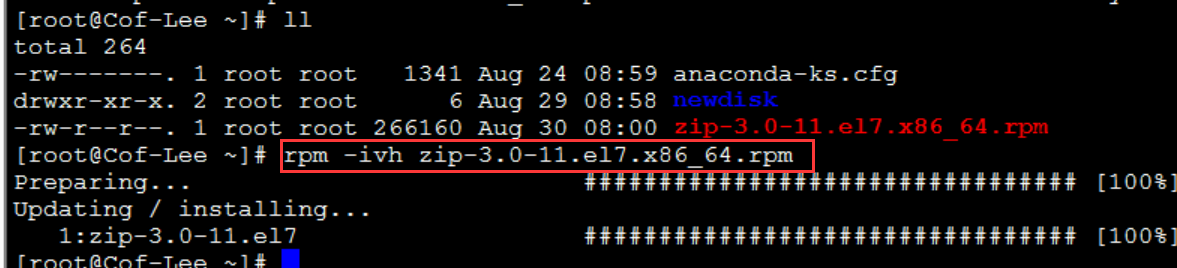 [root@Cof-Lee ~]# ll
total 264
-rw-------. 1 root root   1341 Aug 24 08:59 anaconda-ks.cfg
drwxr-xr-x. 2 root root      6 Aug 29 08:58 newdisk
-rw-r--r--. 1 root root 266160 Aug 30 08:00 zip-3.0-11.el7.x86_64.rpm
[root@Cof-Lee ~]# rpm -ivh zip-3.0-11.el7.x86_64.rpm
Preparing...                          ################################# [100%]
Updating / installing...
   1:zip-3.0-11.el7                   ################################# [100%]
[root@Cof-Lee ~]#